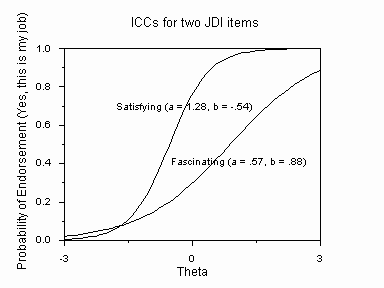 ICCs for two JDI items
Probability of Endorsement (Yes, this is my job)
1.0
0.8
0.6
0.4
0.2
0.0
Satisfying (a = 1.28, b = -.54)
Fascinating (a = .57, b = .88)
-3
0
3
Theta